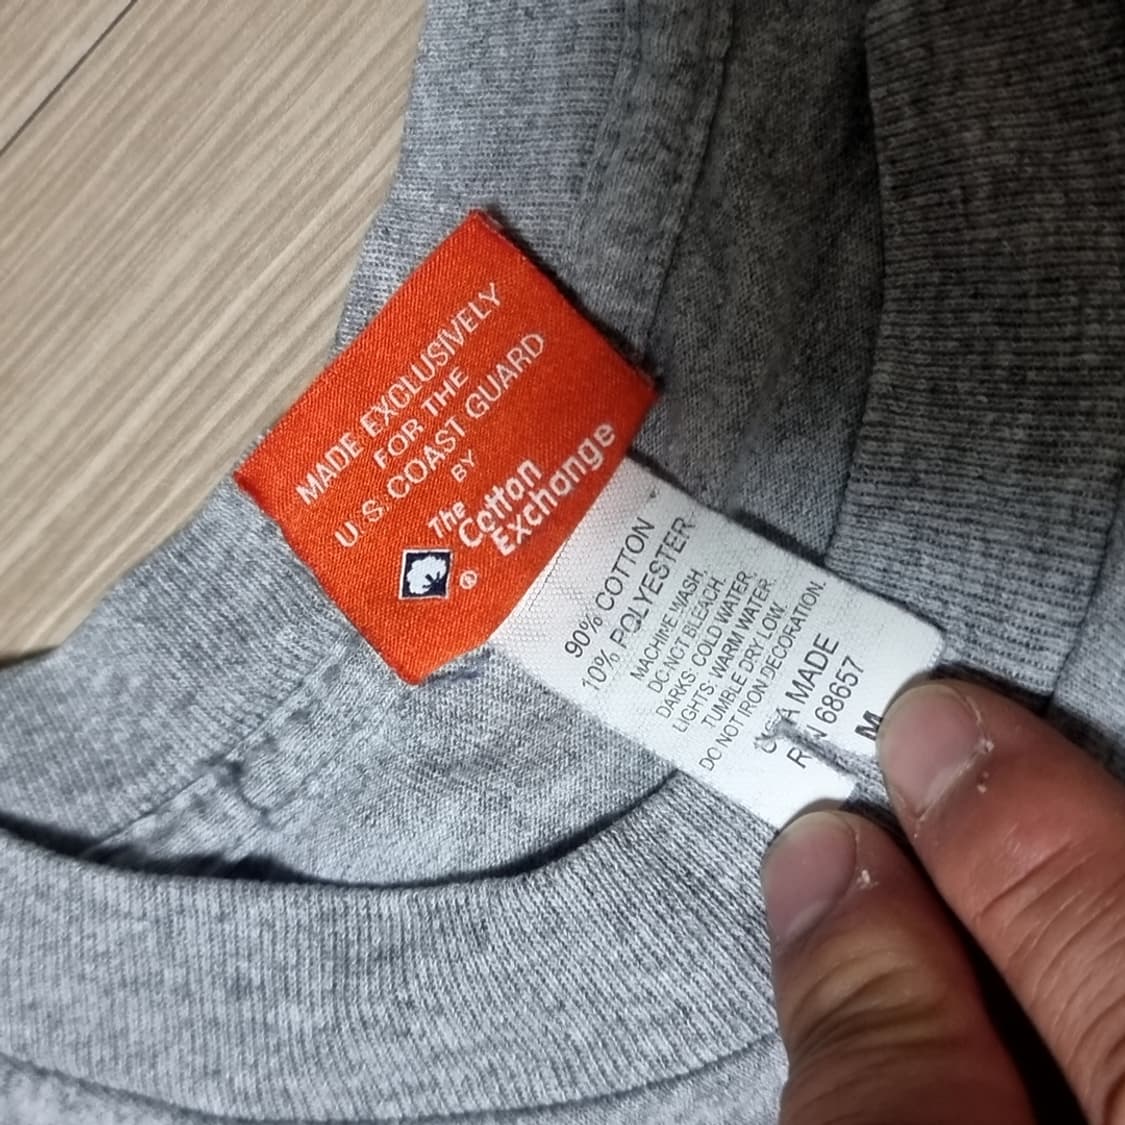 MADE EXCLUSIVELY
FOR THE
U.S. COAST GUARD
BY
The
Cotton
Exchange
®
90% COTTON
10% POLYESTER
MACHINE WASH.
DO NOT BLEACH.
DARKS: COLD WATER.
LIGHTS: WARM WATER.
TUMBLE DRY LOW.
DO NOT IRON DECORATION.
MADE
68657
M